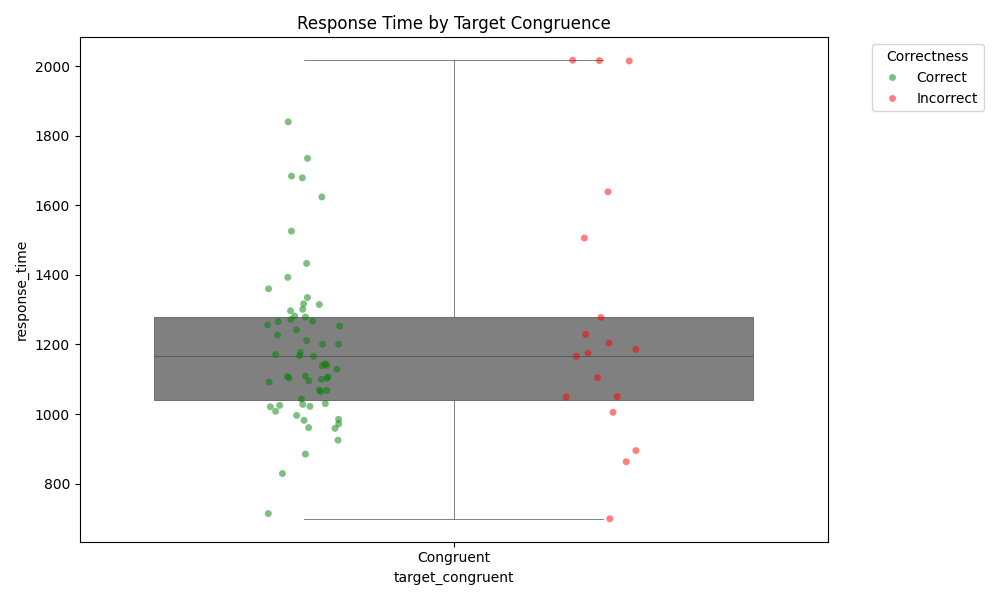 Response Time by Target Congruence
Correctness
Correct
Incorrect
response_time
2000
1800
1600
1400
1200
1000
800
Congruent
target_congruent